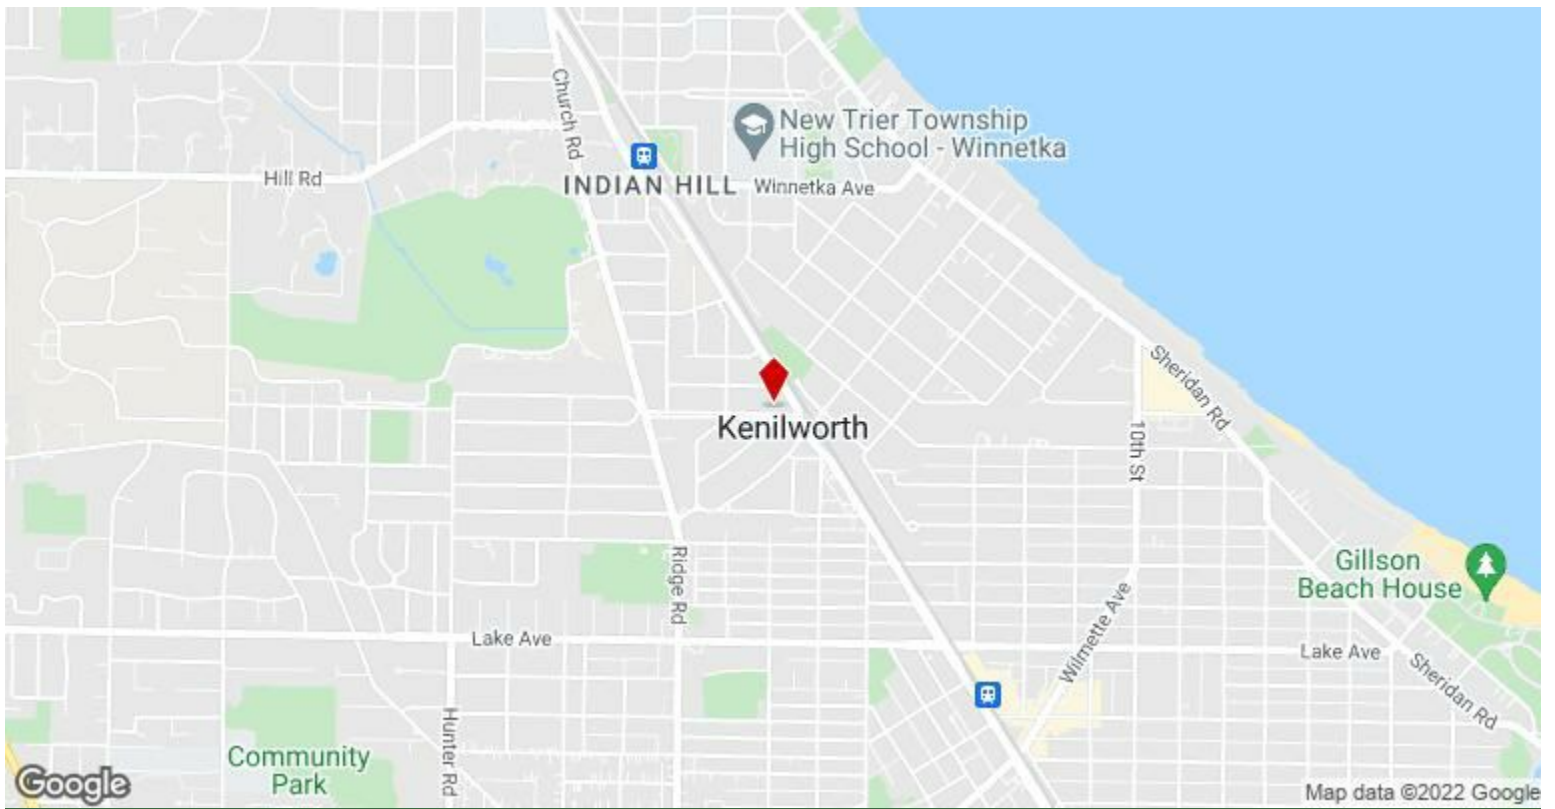 New Trier Township
High School - Winnetka
Church Rd
Hill Rd
INDIAN HILL
Winnetka Ave
Sheridan Rd
Kenilworth
10th St
Ridge Rd
Gillson
Beach House
Lake Ave
Wilmette Ave
Lake Ave
Sheridan Rd
Hunter Rd
Community
Park
Google
Map data ©2022 Google